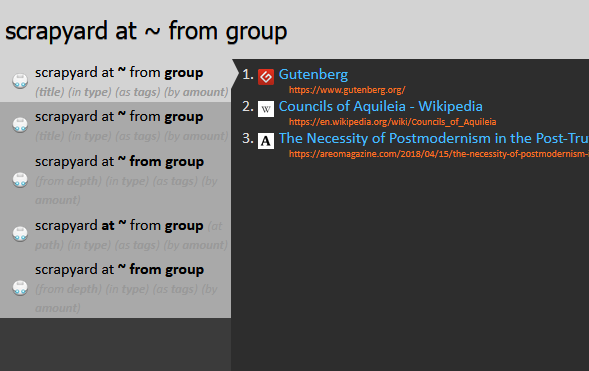 scrapyard at ~ from group
scrapyard at ~ from group
(title) (in type) (as tags) (by amount)
scrapyard at ~ from group
(title) (in type) (as tags) (by amount)
scrapyard at ~ from group
(from depth) (in type) (as tags) (by
amount)
scrapyard at ~ from group (at
path) (in type) (as tags) (by amount)
scrapyard at ~ from group
(from depth) (in type) (as tags) (by
amount)
1. Gutenberg
https://www.gutenberg.org/
2. W Councils of Aquileia - Wikipedia
https://en.wikipedia.org/wiki/Councils_of_Aquileia
3. A The Necessity of Postmodernism in the Post-Tru
https://areomagazine.com/2018/04/15/the-necessity-of-postmodernism-